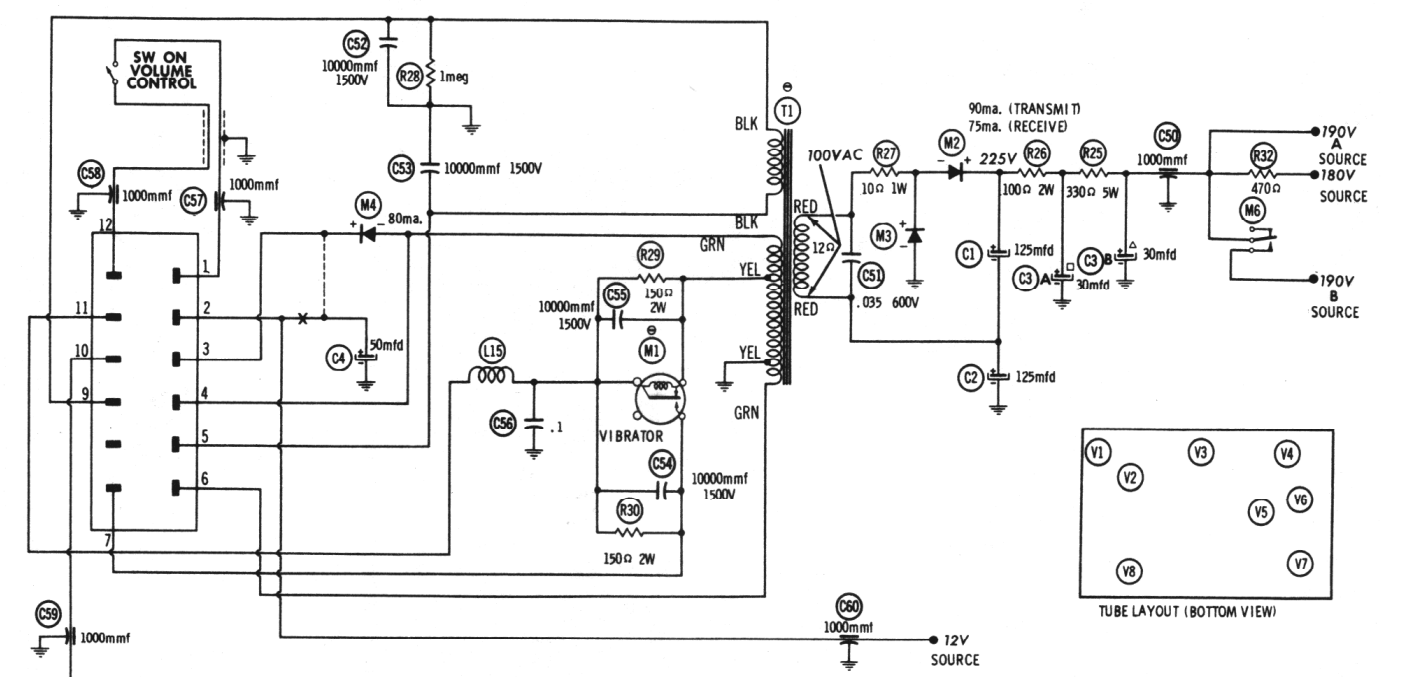 SW ON
VOLUME
CONTROL
C52
10000mmf
1500V
R28
1meg
C53
10000mmf 1500V
C58
1000mmf
C57
1000mmf
M4
+
-
80ma.
12
11
10
9
7
1
2
3
4
5
6
C4
50mfd
+
L15
C56
.1
R29
150Ω
2W
C55
10000mmf
1500V
⊖
M1
VIBRATOR
C54
10000mmf
1500V
R30
150Ω 2W
⊖
T1
BLK
BLK
GRN
YEL
YEL
GRN
RED
RED
12Ω
100VAC
C51
.035 600V
R27
10Ω 1W
M3
+
-
M2
-
+
225V
90ma. (TRANSMIT)
75ma. (RECEIVE)
R26
100Ω 2W
R25
330Ω 5W
C1
125mfd
C2
125mfd
C3 A
30mfd
C3 B
30mfd
C50
1000mmf
R32
470Ω
M6
190V
A
SOURCE
180V
SOURCE
190V
B
SOURCE
C59
1000mmf
C60
1000mmf
12V
SOURCE
V1
V2
V3
V4
V5
V6
V7
V8
TUBE LAYOUT (BOTTOM VIEW)